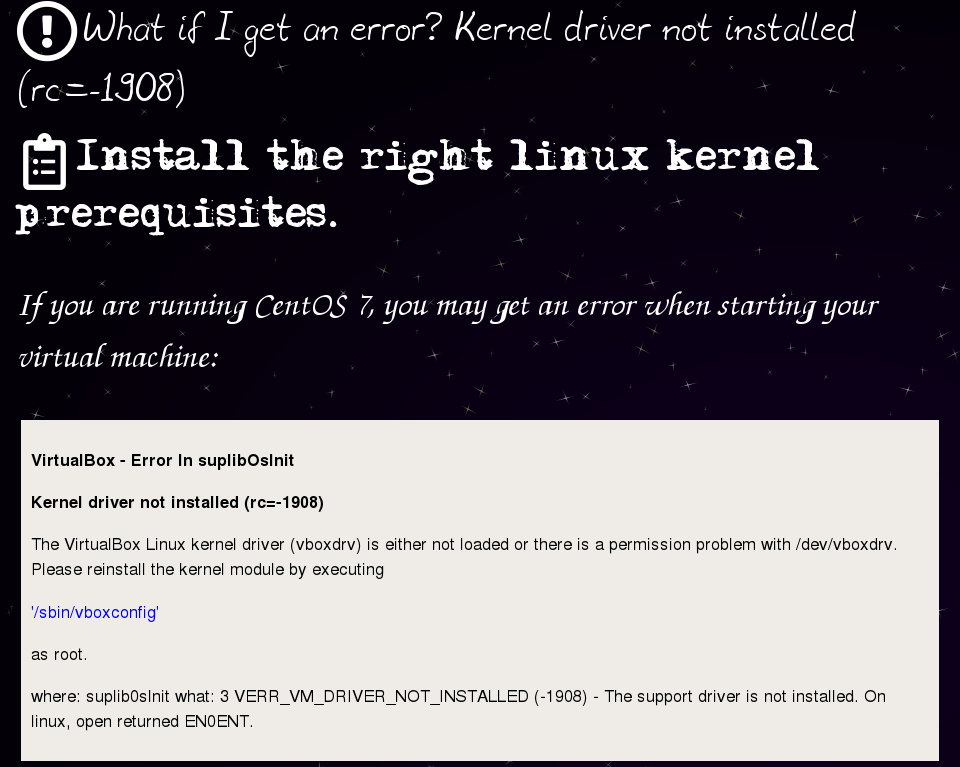 What if I get an error? Kernel driver not installed
(rc=-1908)
Install the right linux kernel
prerequisites.
If you are running CentOS 7, you may get an error when starting your
virtual machine:
VirtualBox - Error In suplibOsInit
Kernel driver not installed (rc=-1908)
The VirtualBox Linux kernel driver (vboxdrv) is either not loaded or there is a permission problem with /dev/vboxdrv.
Please reinstall the kernel module by executing
'/sbin/vboxconfig'
as root.
where: suplib0sInit what: 3 VERR_VM_DRIVER_NOT_INSTALLED (-1908) - The support driver is not installed. On
linux, open returned EN0ENT.